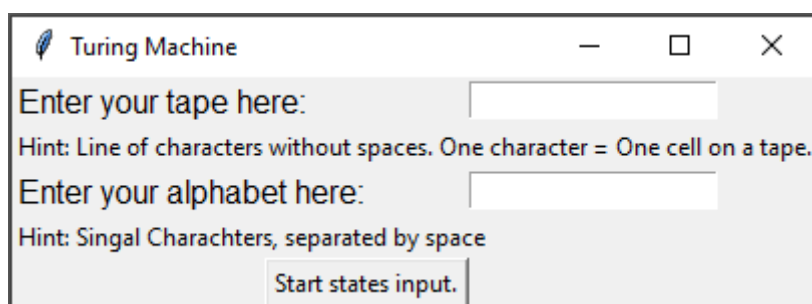 Turing Machine
Enter your tape here:
Hint: Line of characters without spaces. One character = One cell on a tape.
Enter your alphabet here:
Hint: Singal Charachters, separated by space
Start states input.